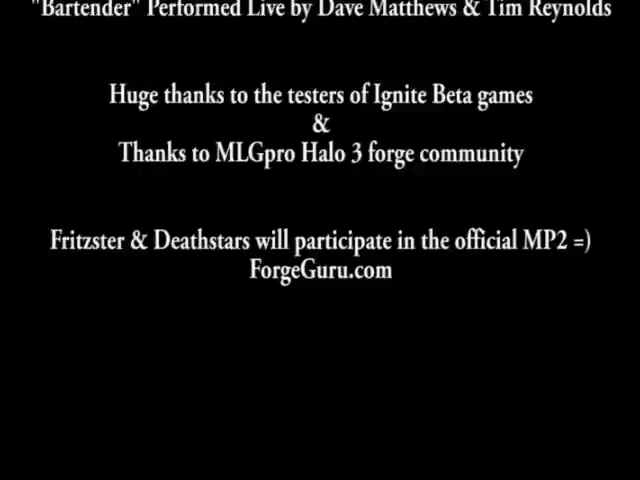 "Bartender" Performed Live by Dave Matthews & Tim Reynolds
Huge thanks to the testers of Ignite Beta games
&
Thanks to MLGpro Halo 3 forge community
Fritzster & Deathstars will participate in the official MP2 =)
ForgeGuru.com